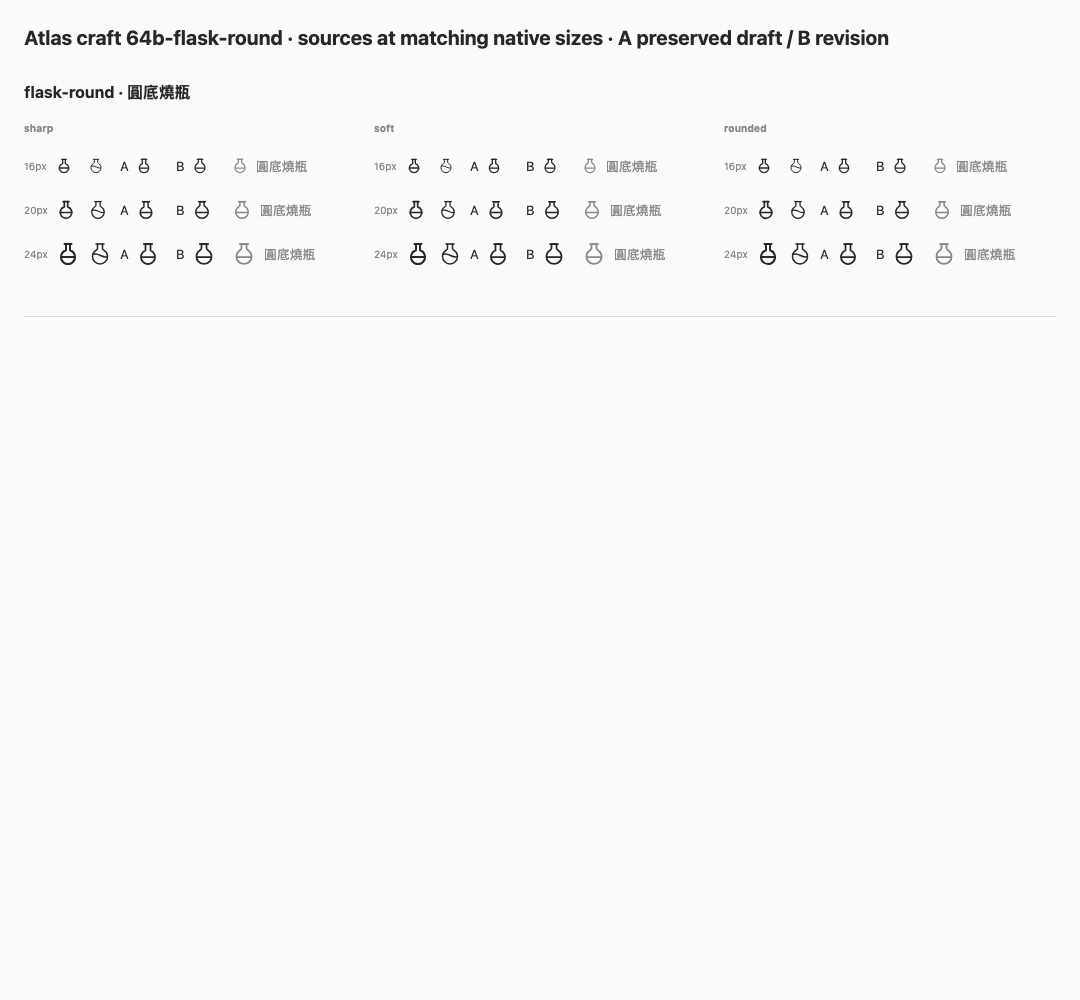 Atlas craft 64b-flask-round · sources at matching native sizes · A preserved draft / B revision
flask-round · 圓底燒瓶
sharp soft rounded
16px A B 圓底燒瓶 16px A B 圓底燒瓶 16px A B 圓底燒瓶
20px A B 圓底燒瓶 20px A B 圓底燒瓶 20px A B 圓底燒瓶
24px A B 圓底燒瓶 24px A B 圓底燒瓶 24px A B 圓底燒瓶